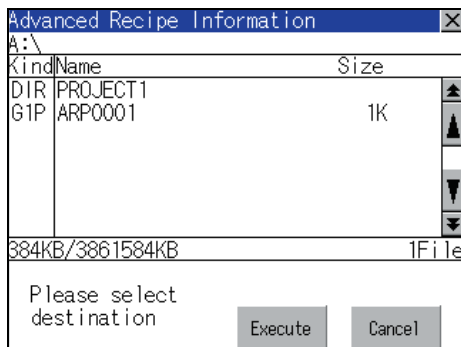 Advanced Recipe Information
A:\
Kind Name Size
DIR PROJECT1
G1P ARP0001 1K
384KB/3861584KB 1File
Please select
destination
Execute Cancel